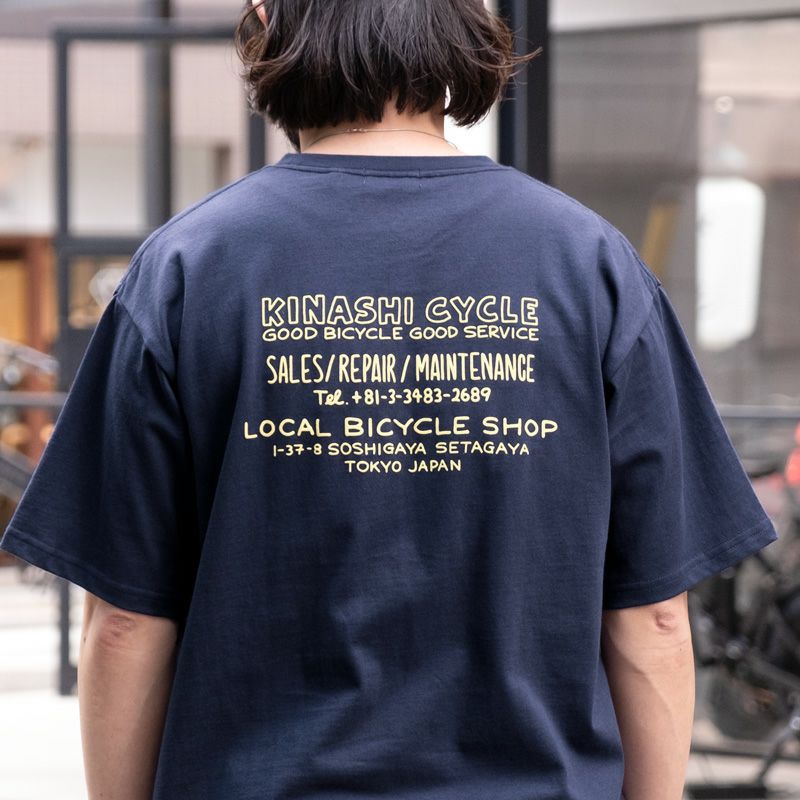 KINASHI CYCLE
GOOD BICYCLE GOOD SERVICE
SALES/REPAIR/MAINTENANCE
Tel. +81-3-3483-2689
LOCAL BICYCLE SHOP
1-37-8 SOSHIGAYA SETAGAYA
TOKYO JAPAN